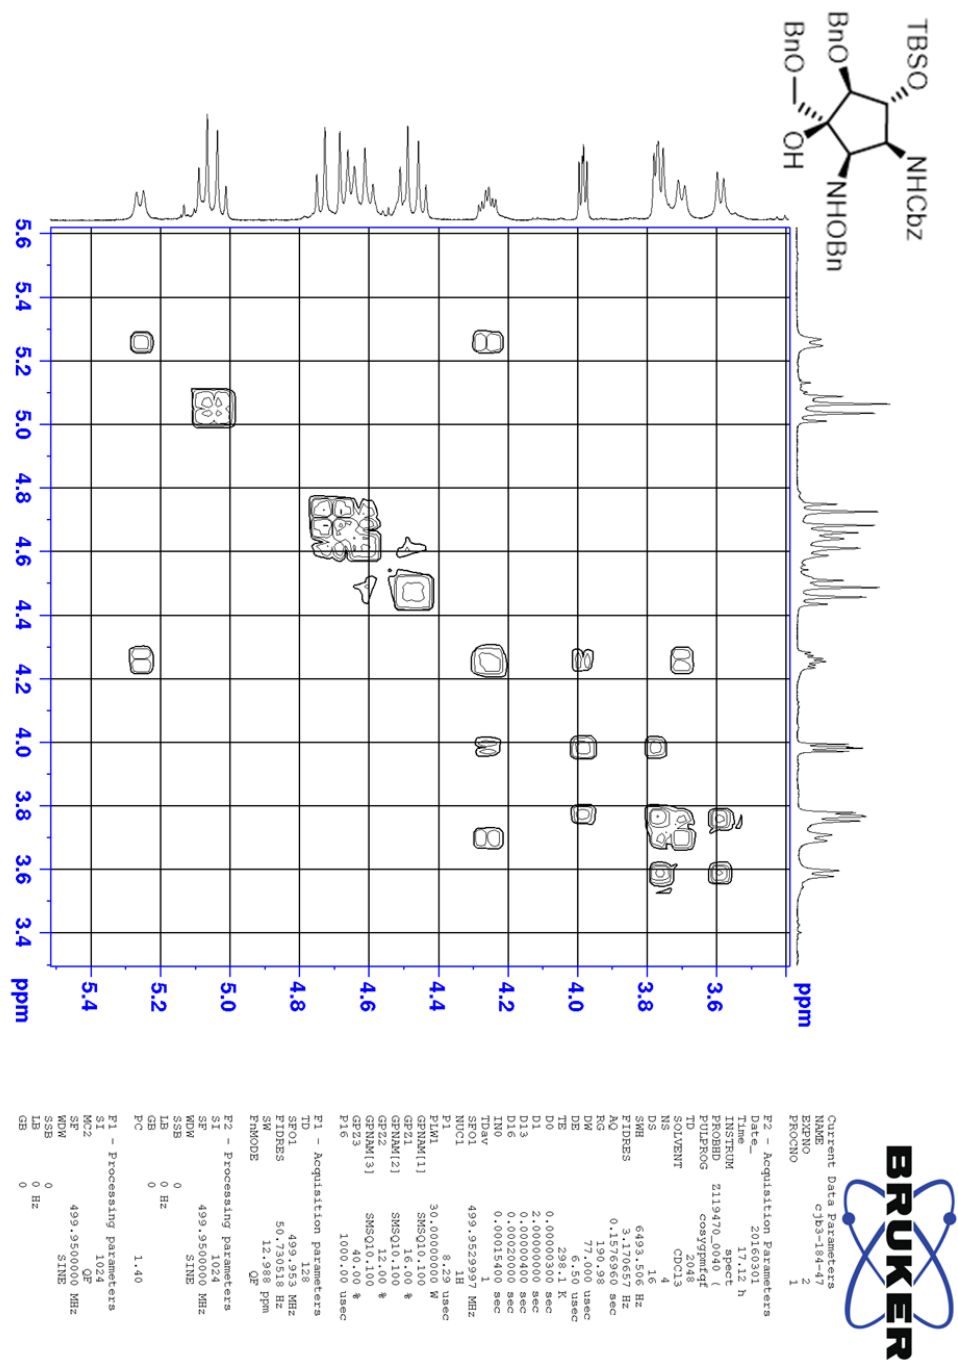 TBSO
NHCbz
BnO
BnO
OH
NHOBn
5.6
5.4
5.2
5.0
4.8
4.6
4.4
4.2
4.0
3.8
3.6
3.4
ppm
5.4
5.2
5.0
4.8
4.6
4.4
4.2
4.0
3.8
3.6
ppm
BRUKER
Current Data Parameters
NAME cjb3-184-47
EXPNO 2
PROCNO 1
F2 - Acquisition Parameters
Date_ 20160301
Time 17.12 h
INSTRUM spect
PROBHD Z119470_0040 (
PULPROG cosygpmfqf
TD 2048
SOLVENT CDCl3
NS 4
DS 16
SWH 6493.506 Hz
FIDRES 3.170657 Hz
AQ 0.1576960 sec
RG 190.98
DW 77.000 usec
DE 6.50 usec
TE 298.1 K
D0 0.00000300 sec
D1 2.00000000 sec
D13 0.00000400 sec
D16 0.00020000 sec
IN0 0.00015400 sec
TDav 1
SFO1 499.9529997 MHz
NUC1 1H
P1 8.29 usec
PLW1 30.00000000 W
GPNAM[1] SMSQ10.100
GPZ1 16.00 %
GPNAM[2] SMSQ10.100
GPZ2 12.00 %
GPNAM[3] SMSQ10.100
GPZ3 40.00 %
P16 1000.00 usec
F1 - Acquisition parameters
TD 128
SFO1 499.953 MHz
FIDRES 50.730518 Hz
SW 12.988 ppm
FnMODE QF
F2 - Processing parameters
SI 1024
SF 499.9500000 MHz
WDW SINE
SSB 0
LB 0 Hz
GB 0
PC 1.40
F1 - Processing parameters
SI 1024
MC2 QF
SF 499.9500000 MHz
WDW SINE
SSB 0
LB 0 Hz
GB 0